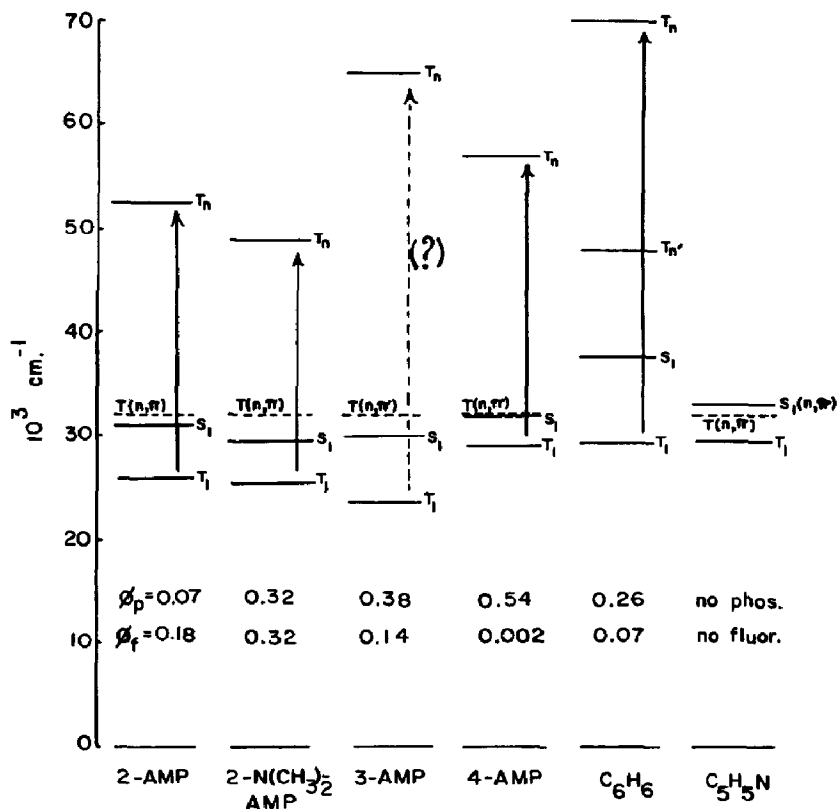 70
60
50
40
30
20
10
0
10³ cm.⁻¹
Tn
T(n,π)
S₁
T₁
Tn
T(n,π)
S₁
T₁
Tn
(?)
T(n,π)
S₁
T₁
Tn
T(n,π)
S₁
T₁
Tn
Tn'
S₁
T₁
S₁(n,π)
T(n,π)
T₁
Øp=0.07 0.32 0.38 0.54 0.26 no phos.
Øf=0.18 0.32 0.14 0.002 0.07 no fluor.
2-AMP 2-N(CH₃)₂- 3-AMP 4-AMP C₆H₆ C₅H₅N
AMP